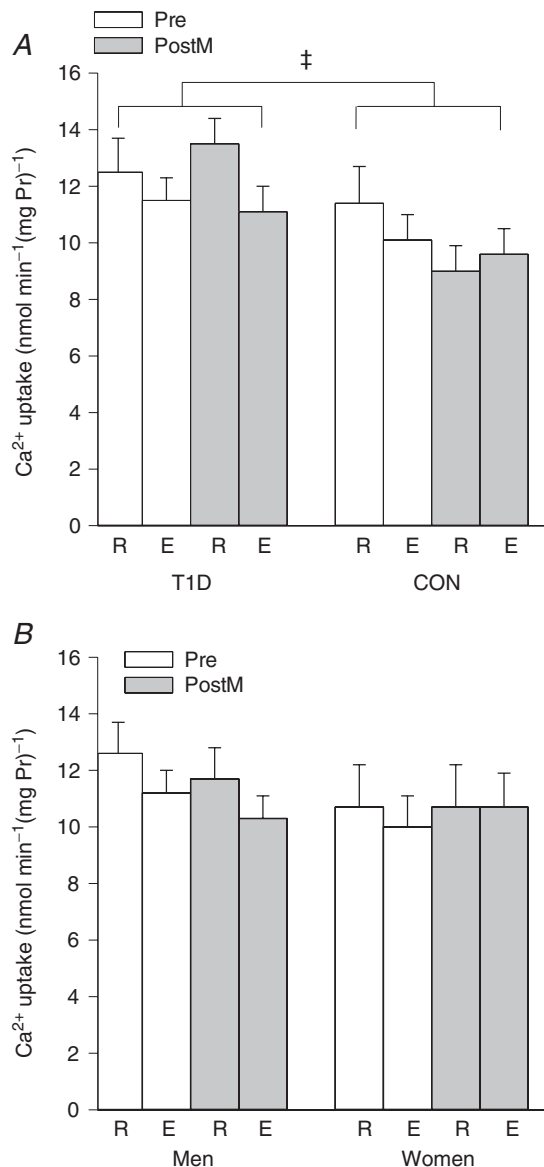 A
Pre
PostM
‡
16
14
12
10
8
6
4
2
0
Ca²⁺ uptake (nmol min⁻¹(mg Pr)⁻¹)
R E R E R E R E
T1D CON
B
Pre
PostM
16
14
12
10
8
6
4
2
0
Ca²⁺ uptake (nmol min⁻¹(mg Pr)⁻¹)
R E R E R E R E
Men Women